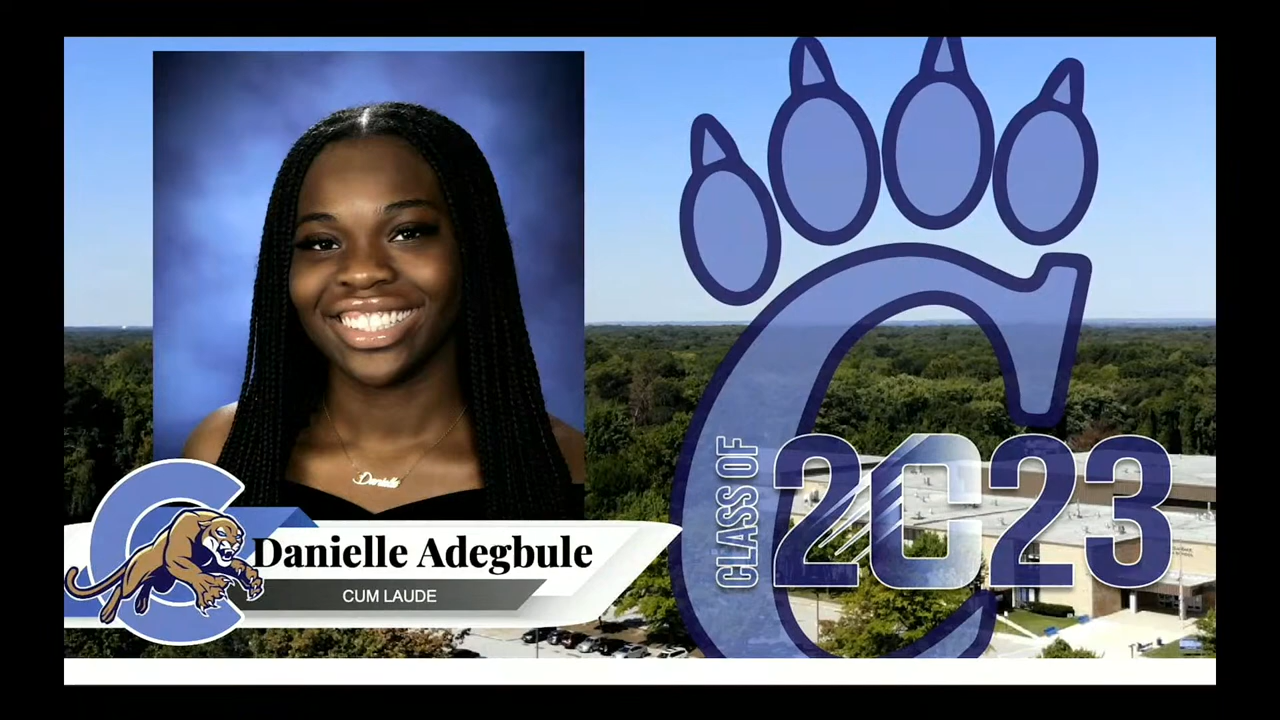 Danielle
Danielle Adegbule
CUM LAUDE
CLASS OF
2023